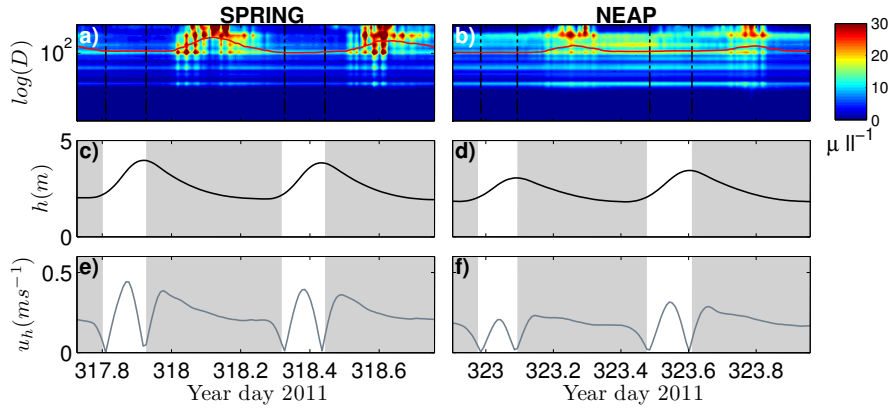 SPRING NEAP
a) b) 30
log(D) 10² 20
10
0
μ ll⁻¹
5 c) d)
h(m)
0
0.5 e) f)
u_h(ms⁻¹)
0
317.8 318 318.2 318.4 318.6 323 323.2 323.4 323.6 323.8
Year day 2011 Year day 2011